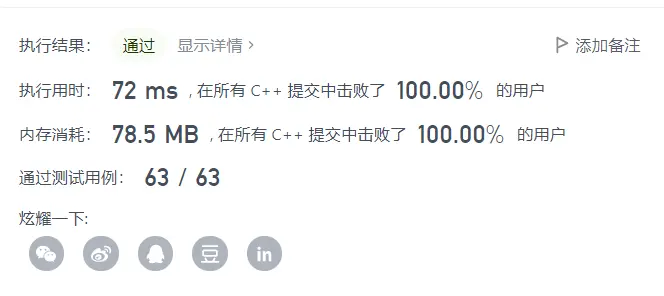 执行结果： 通过 显示详情 › 添加备注
执行用时： 72 ms , 在所有 C++ 提交中击败了 100.00% 的用户
内存消耗： 78.5 MB , 在所有 C++ 提交中击败了 100.00% 的用户
通过测试用例： 63 / 63
炫耀一下:
豆 in